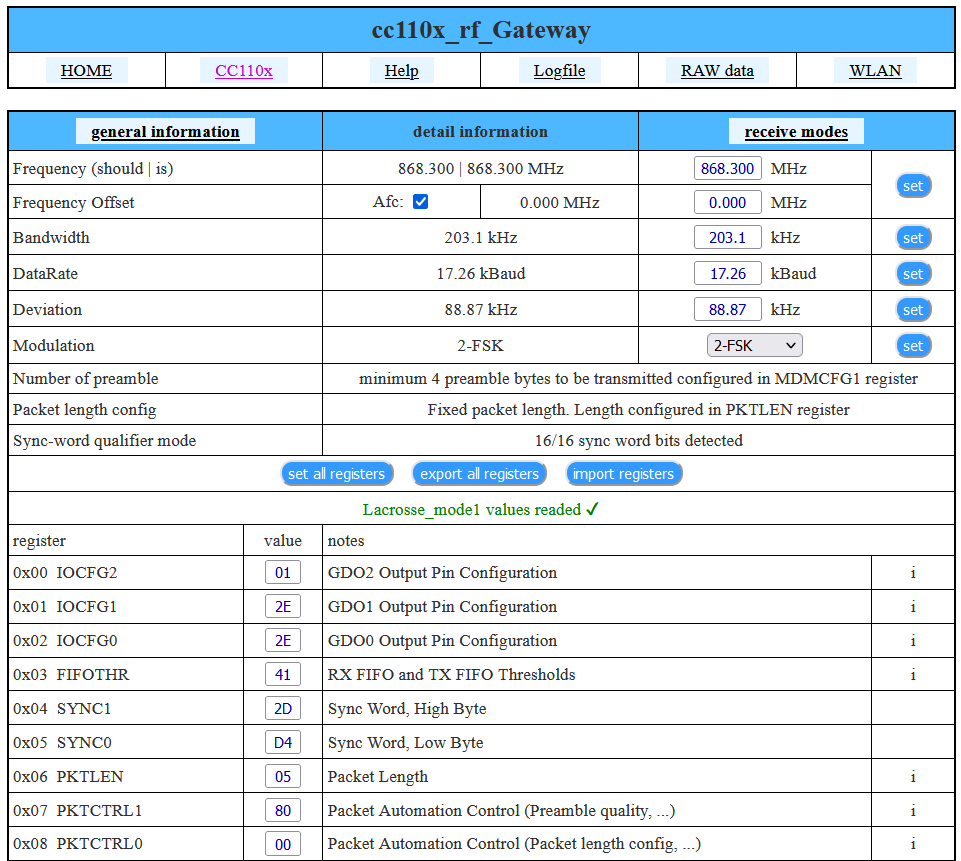 cc110x_rf_Gateway
HOME CC110x Help Logfile RAW data WLAN
general information detail information receive modes
Frequency (should | is) 868.300 | 868.300 MHz 868.300 MHz set
Frequency Offset Afc: 0.000 MHz 0.000 MHz
Bandwidth 203.1 kHz 203.1 kHz set
DataRate 17.26 kBaud 17.26 kBaud set
Deviation 88.87 kHz 88.87 kHz set
Modulation 2-FSK 2-FSK set
Number of preamble minimum 4 preamble bytes to be transmitted configured in MDMCFG1 register
Packet length config Fixed packet length. Length configured in PKTLEN register
Sync-word qualifier mode 16/16 sync word bits detected
set all registers export all registers import registers
Lacrosse_mode1 values readed ✓
register value notes
0x00 IOCFG2 01 GDO2 Output Pin Configuration i
0x01 IOCFG1 2E GDO1 Output Pin Configuration i
0x02 IOCFG0 2E GDO0 Output Pin Configuration i
0x03 FIFOTHR 41 RX FIFO and TX FIFO Thresholds i
0x04 SYNC1 2D Sync Word, High Byte
0x05 SYNC0 D4 Sync Word, Low Byte
0x06 PKTLEN 05 Packet Length i
0x07 PKTCTRL1 80 Packet Automation Control (Preamble quality, ...) i
0x08 PKTCTRL0 00 Packet Automation Control (Packet length config, ...) i